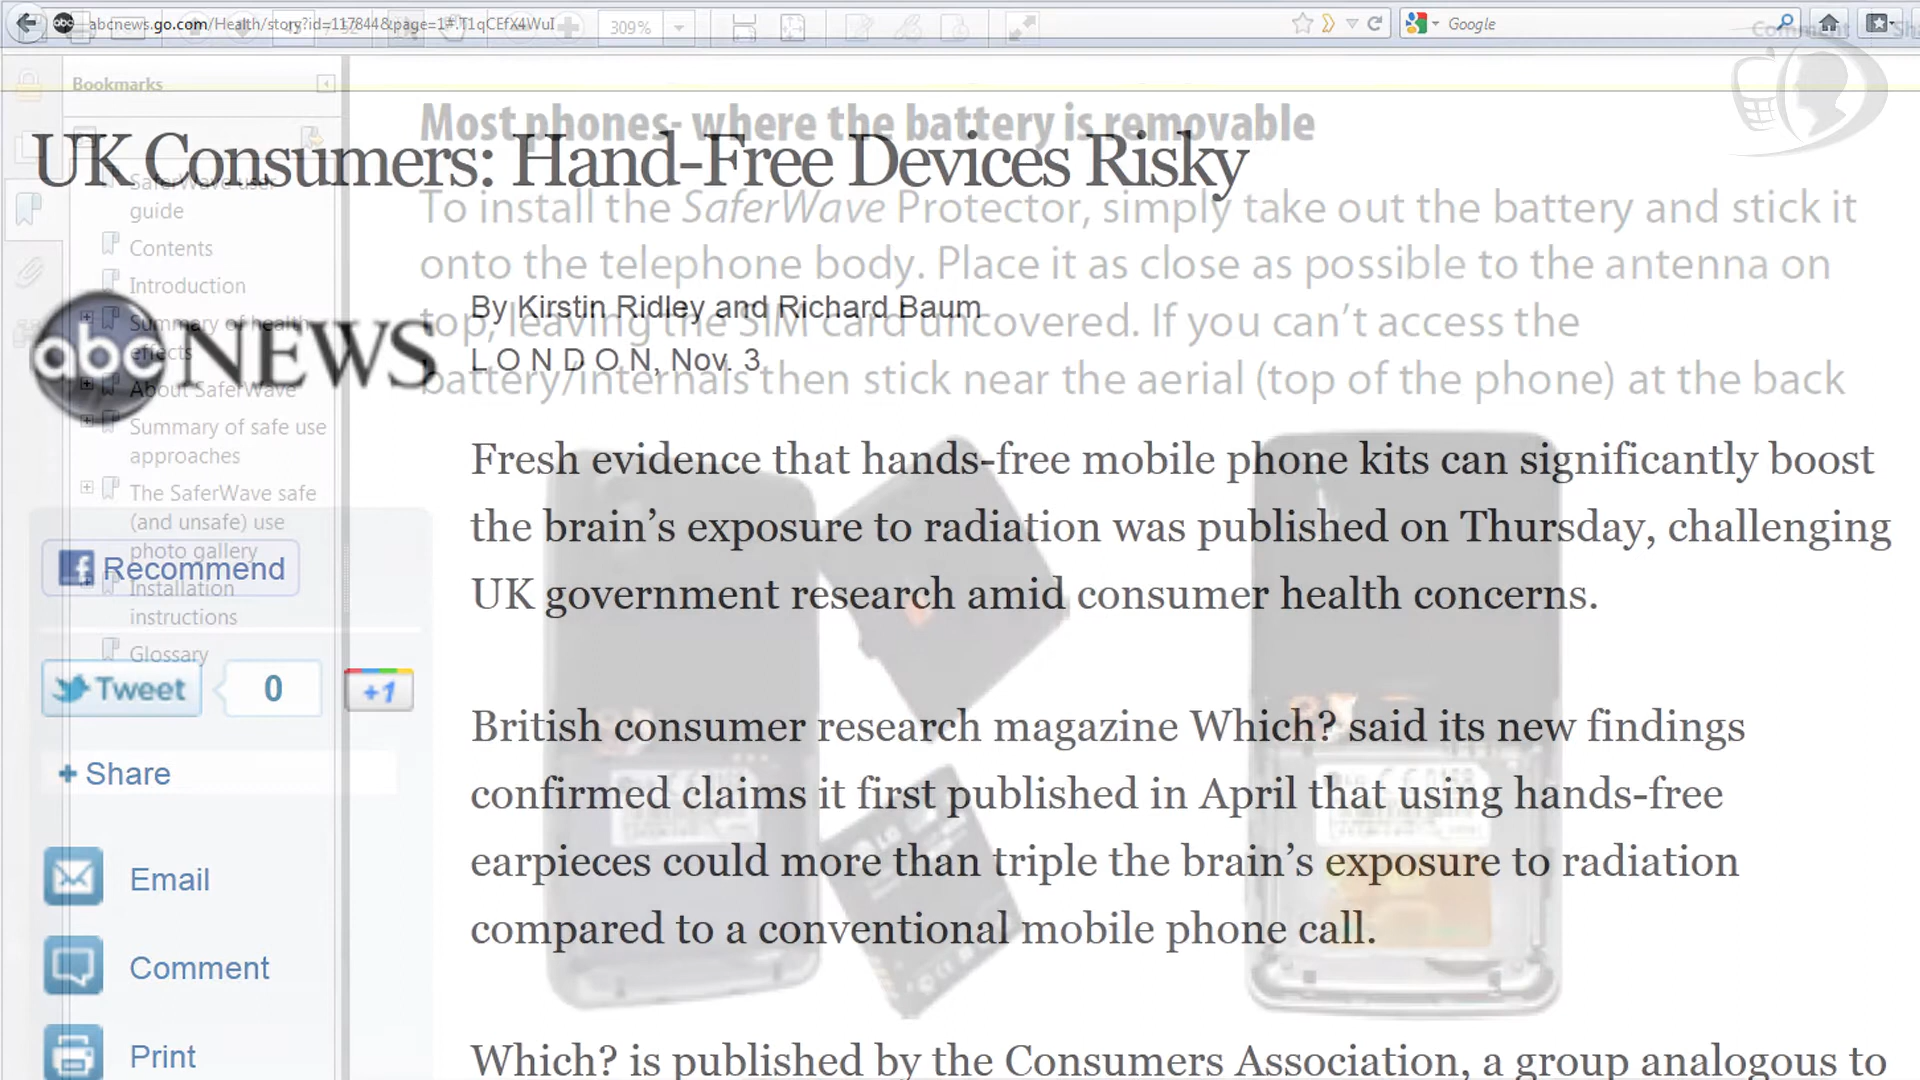 abcnews.go.com/Health/story?id=117844&page=1#.T1qCEfX4WuI
309%
Google
Comment
Bookmarks
Most phones- where the battery is removable
UK Consumers: Hand-Free Devices Risky
SaferWave user
guide
To install the SaferWave Protector, simply take out the battery and stick it
Contents
onto the telephone body. Place it as close as possible to the antenna on
Introduction
By Kirstin Ridley and Richard Baum
Summary of health
effects
top, leaving the SIM card uncovered. If you can't access the
abc NEWS
L O N D O N, Nov. 3
About SaferWave
battery/internals then stick near the aerial (top of the phone) at the back
Summary of safe use
approaches
Fresh evidence that hands-free mobile phone kits can significantly boost
The SaferWave safe
(and unsafe) use
photo gallery
the brain's exposure to radiation was published on Thursday, challenging
Recommend
Installation
instructions
UK government research amid consumer health concerns.
Glossary
Tweet
0
+1
British consumer research magazine Which? said its new findings
+ Share
confirmed claims it first published in April that using hands-free
earpieces could more than triple the brain's exposure to radiation
Email
compared to a conventional mobile phone call.
Comment
Print
Which? is published by the Consumers Association, a group analogous to